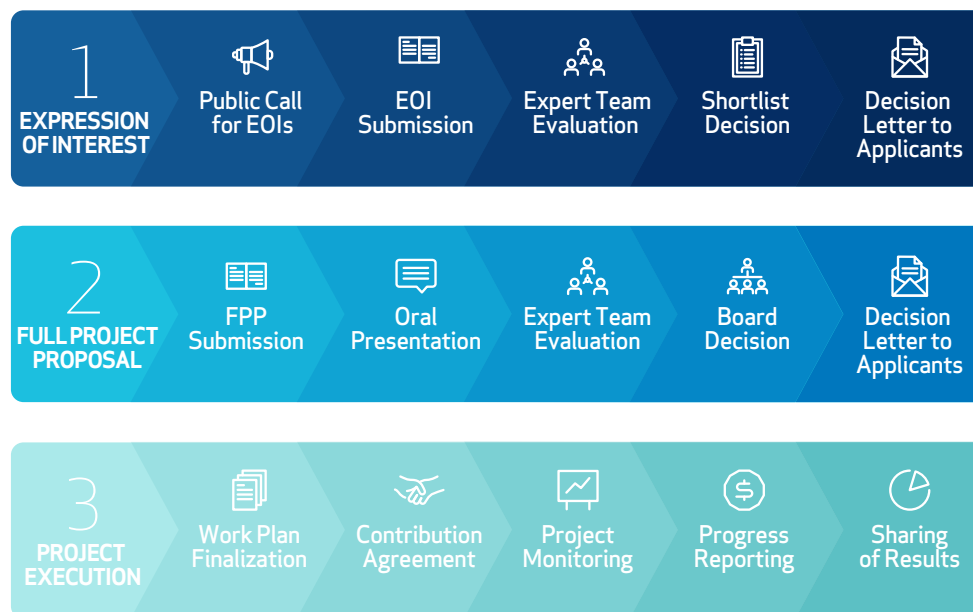 1
EXPRESSION
OF INTEREST
Public Call
for EOIs
EOI
Submission
Expert Team
Evaluation
Shortlist
Decision
Decision
Letter to
Applicants
2
FULL PROJECT
PROPOSAL
FPP
Submission
Oral
Presentation
Expert Team
Evaluation
Board
Decision
Decision
Letter to
Applicants
3
PROJECT
EXECUTION
Work Plan
Finalization
Contribution
Agreement
Project
Monitoring
$
Progress
Reporting
Sharing
of Results